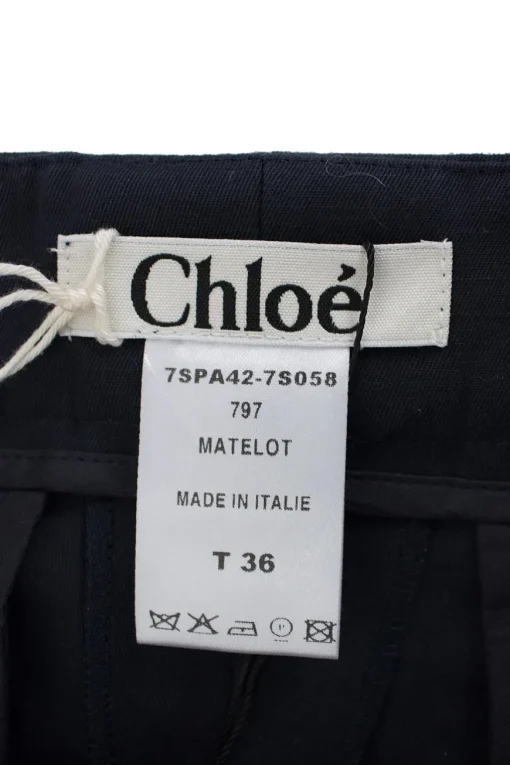 Chloé
7SPA42-7S058
797
MATELOT
MADE IN ITALIE
T 36
P